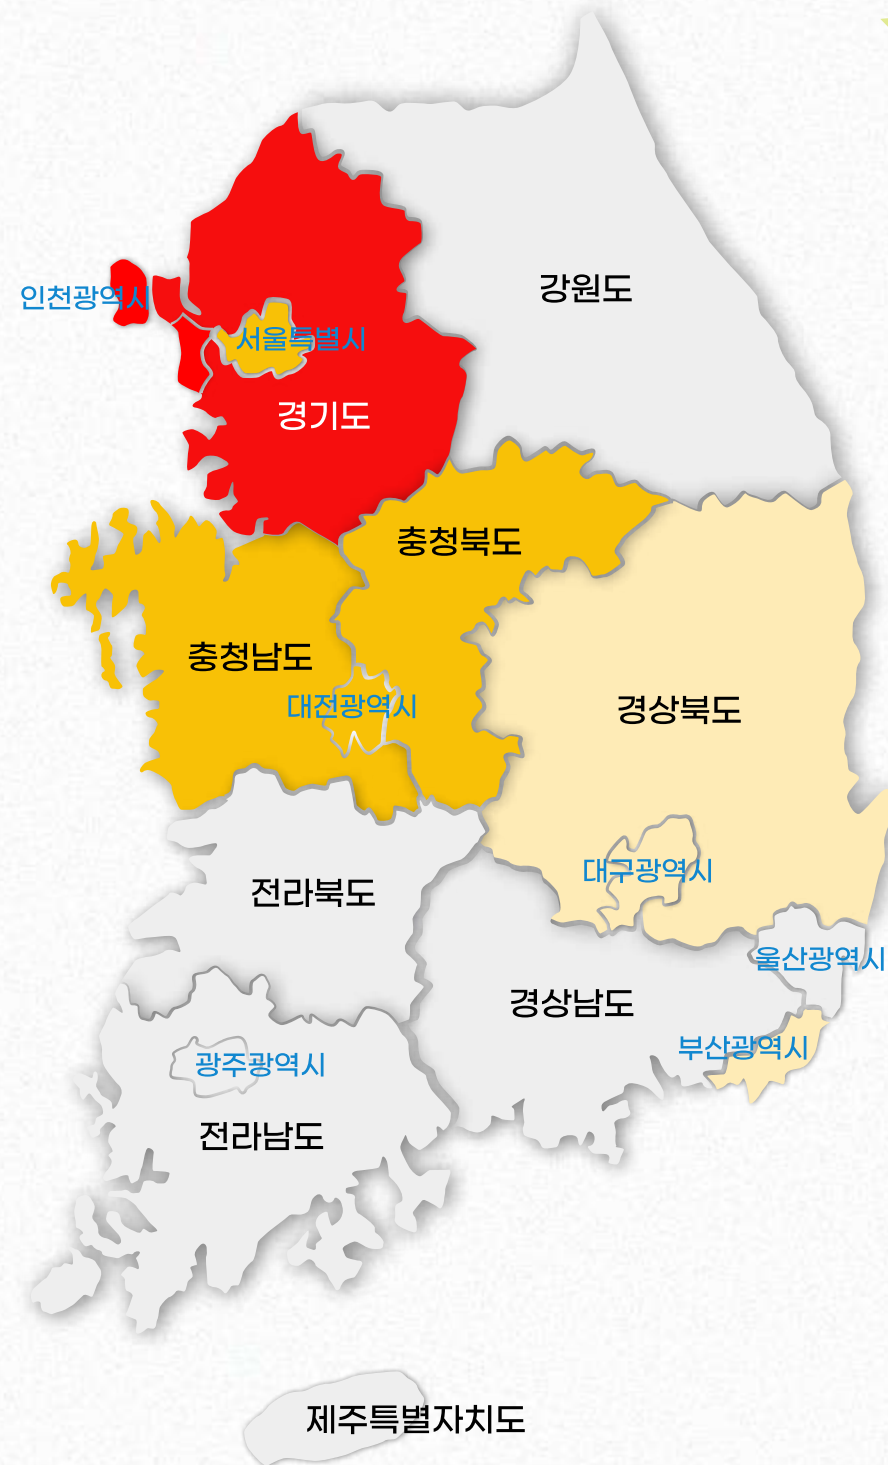 강원도
인천광역시
서울특별시
경기도
충청북도
충청남도
대전광역시
경상북도
대구광역시
전라북도
울산광역시
경상남도
부산광역시
광주광역시
전라남도
제주특별자치도